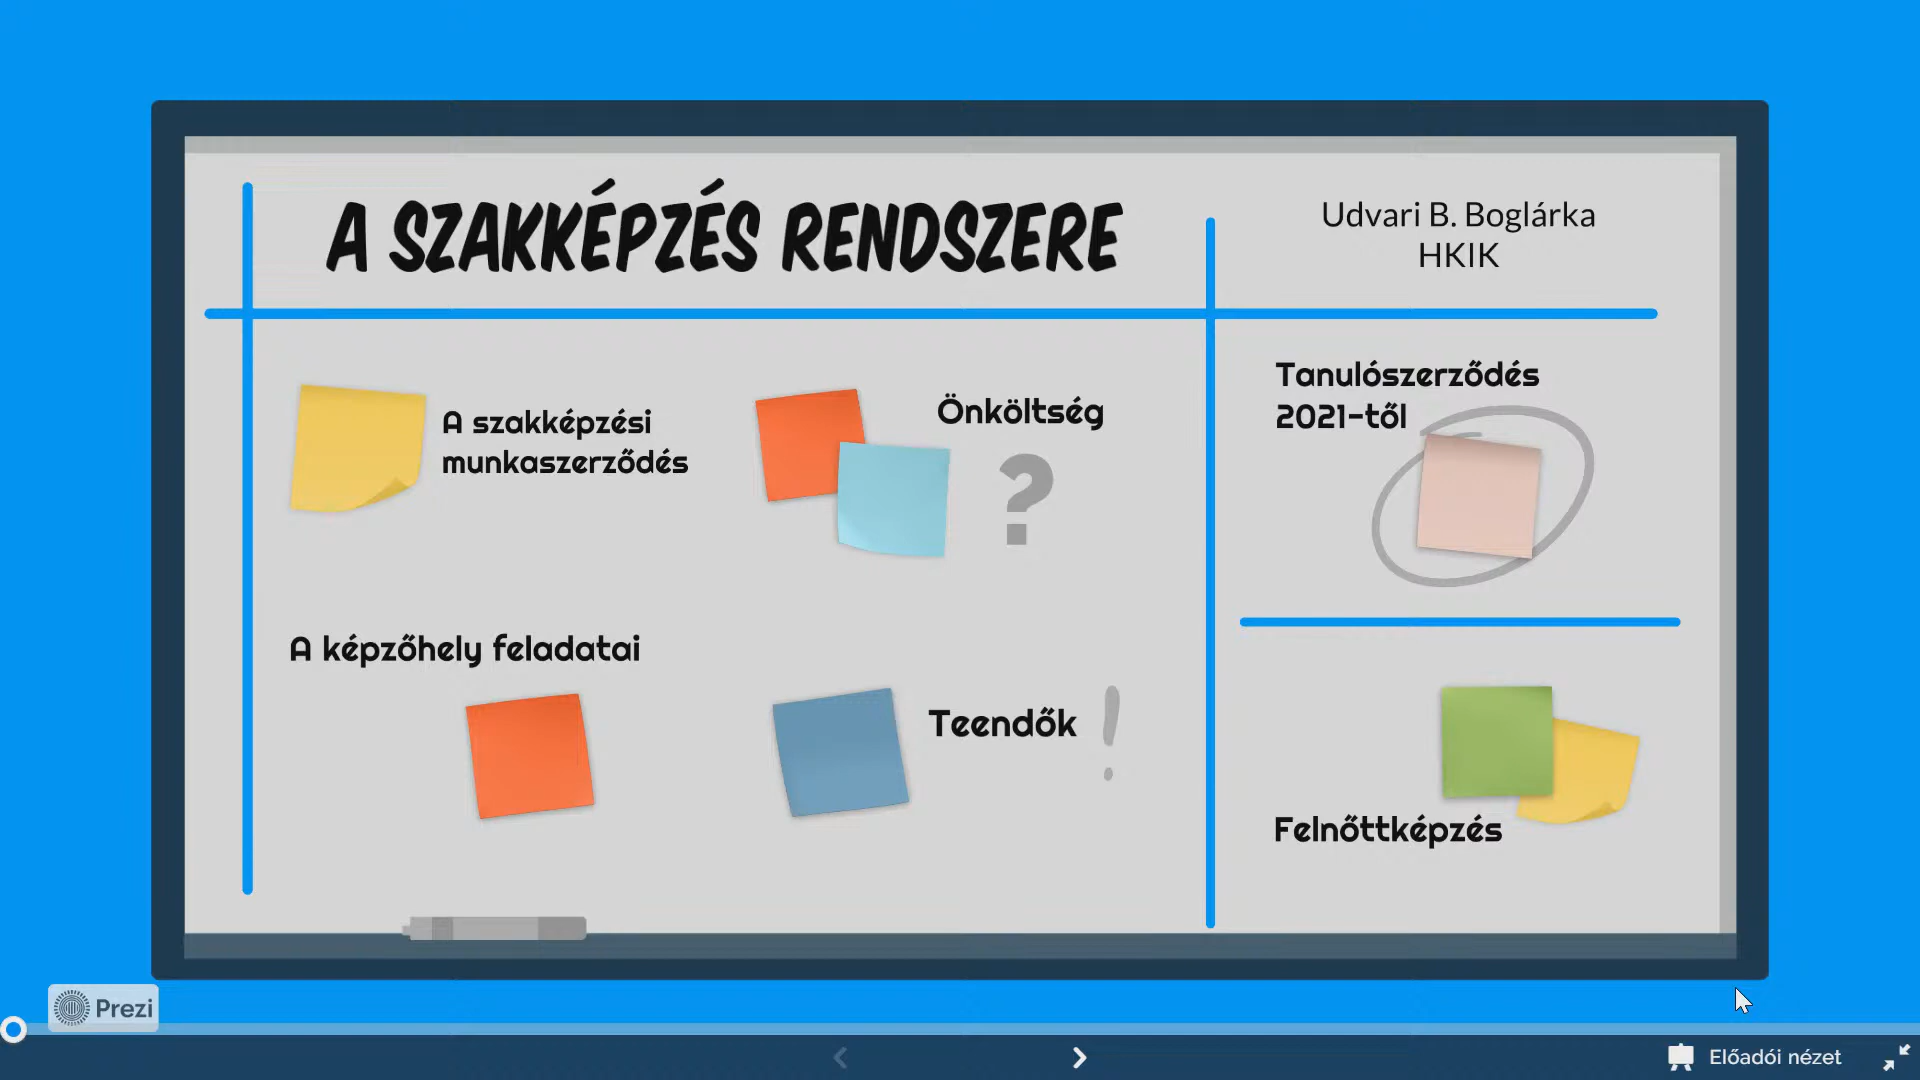 A SZAKKÉPZÉS RENDSZERE
Udvari B. Boglárka
HKIK
A szakképzési
munkaszerződés
Önköltség
?
Tanulószerződés
2021-től
A képzőhely feladatai
Teendők !
Felnőttképzés
Prezi
Előadói nézet